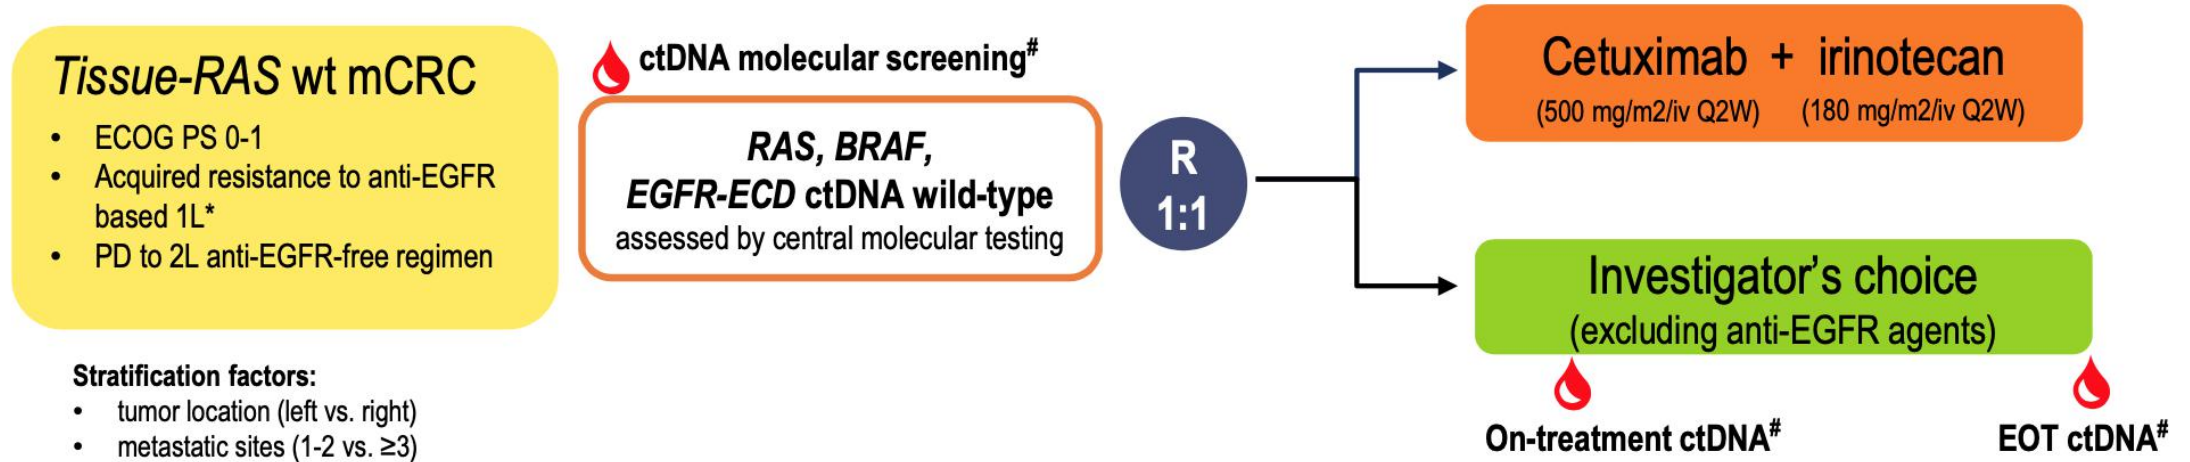 Tissue-RAS wt mCRC
• ECOG PS 0-1
• Acquired resistance to anti-EGFR
based 1L*
• PD to 2L anti-EGFR-free regimen
Stratification factors:
• tumor location (left vs. right)
• metastatic sites (1-2 vs. ≥3)
ctDNA molecular screening#
RAS, BRAF,
EGFR-ECD ctDNA wild-type
assessed by central molecular testing
R
1:1
Cetuximab + irinotecan
(500 mg/m2/iv Q2W) (180 mg/m2/iv Q2W)
Investigator’s choice
(excluding anti-EGFR agents)
On-treatment ctDNA#
EOT ctDNA#